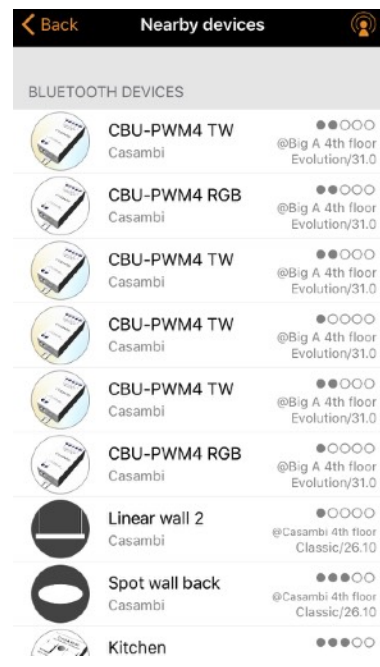 Back
Nearby devices
BLUETOOTH DEVICES
CBU-PWM4 TW
Casambi
@Big A 4th floor
Evolution/31.0
CBU-PWM4 RGB
Casambi
@Big A 4th floor
Evolution/31.0
CBU-PWM4 TW
Casambi
@Big A 4th floor
Evolution/31.0
CBU-PWM4 TW
Casambi
@Big A 4th floor
Evolution/31.0
CBU-PWM4 TW
Casambi
@Big A 4th floor
Evolution/31.0
CBU-PWM4 RGB
Casambi
@Big A 4th floor
Evolution/31.0
Linear wall 2
Casambi
@Casambi 4th floor
Classic/26.10
Spot wall back
Casambi
@Casambi 4th floor
Classic/26.10
Kitchen